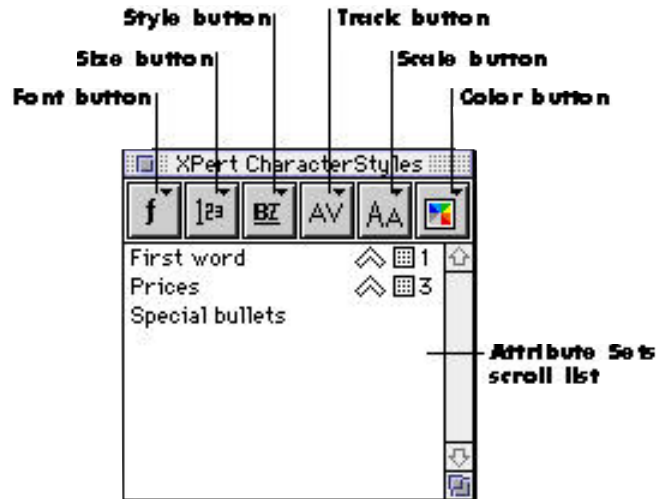 Style button Track button
Size button Scale button
Font button Color button
XPert CharacterStyles
f 123 BI AV AA
First word 1
Prices 3
Special bullets
Attribute Sets
scroll list